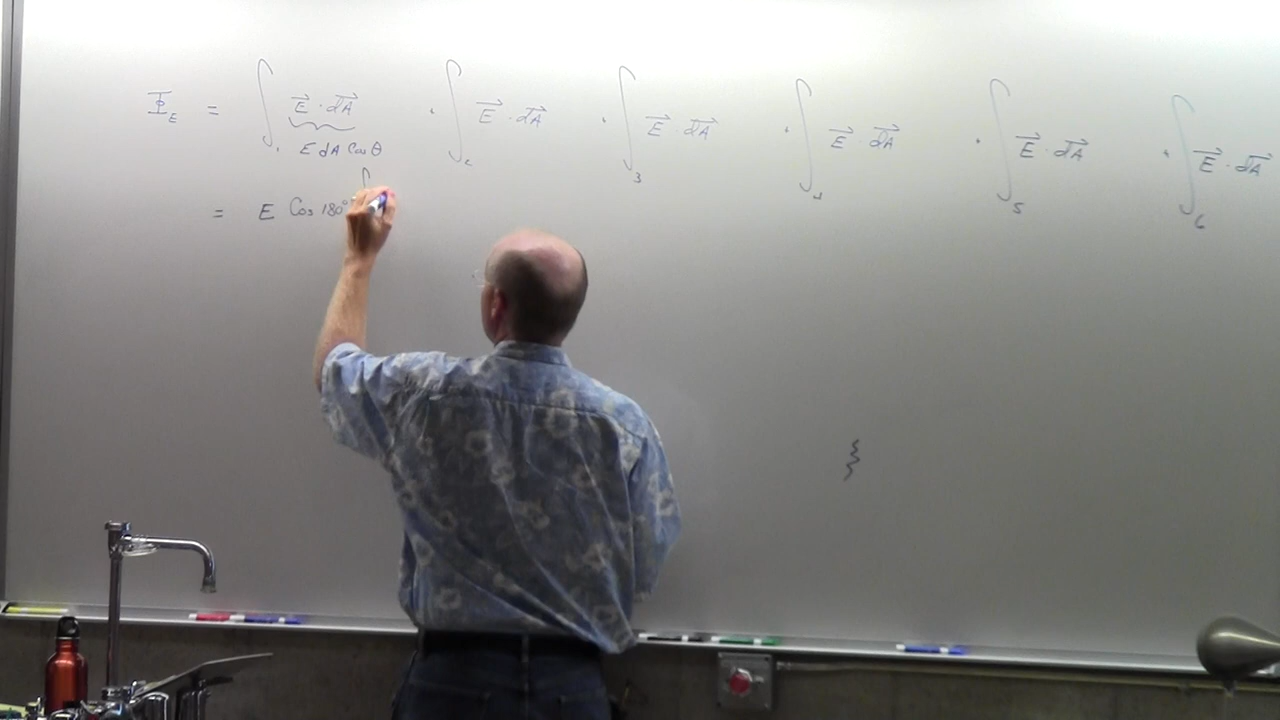 Φ_E = ∫₁ E⃗ · dA⃗ · ∫₂ E⃗ · dA⃗ · ∫₃ E⃗ · dA⃗ · ∫₄ E⃗ · dA⃗ · ∫₅ E⃗ · dA⃗ · ∫₆ E⃗ · dA⃗
E dA Cos θ
= E Cos 180° ∫